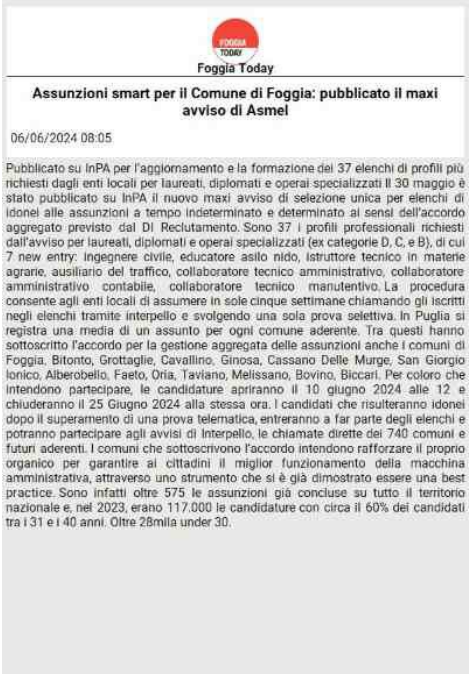 FOGGIA
TODAY
Foggia Today
Assunzioni smart per il Comune di Foggia: pubblicato il maxi
avviso di Asmel
06/06/2024 08:05
Pubblicato su InPA per l'aggiornamento e la formazione dei 37 elenchi di profili più
richiesti dagli enti locali per laureati, diplomati e operai specializzati Il 30 maggio è
stato pubblicato su InPA il nuovo maxi avviso di selezione unica per elenchi di
idonei alle assunzioni a tempo indeterminato e determinato ai sensi dell'accordo
aggregato previsto dal Dl Reclutamento. Sono 37 i profili professionali richiesti
dall'avviso per laureati, diplomati e operai specializzati (ex categorie D, C, e B), di cui
7 new entry: ingegnere civile, educatore asilo nido, istruttore tecnico in materie
agrarie, ausiliario del traffico, collaboratore tecnico amministrativo, collaboratore
amministrativo contabile, collaboratore tecnico manutentivo. La procedura
consente agli enti locali di assumere in sole cinque settimane chiamando gli iscritti
negli elenchi tramite interpello e svolgendo una sola prova selettiva. In Puglia si
registra una media di un assunto per ogni comune aderente. Tra questi hanno
sottoscritto l'accordo per la gestione aggregata delle assunzioni anche i comuni di
Foggia, Bitonto, Grottaglie, Cavallino, Ginosa, Cassano Delle Murge, San Giorgio
Ionico, Alberobello, Faeto, Oria, Taviano, Melissano, Bovino, Biccari. Per coloro che
intendono partecipare, le candidature apriranno il 10 giugno 2024 alle 12 e
chiuderanno il 25 Giugno 2024 alla stessa ora. I candidati che risulteranno idonei
dopo il superamento di una prova telematica, entreranno a far parte degli elenchi e
potranno partecipare agli avvisi di Interpello, le chiamate dirette dei 740 comuni e
futuri aderenti. I comuni che sottoscrivono l'accordo intendono rafforzare il proprio
organico per garantire ai cittadini il miglior funzionamento della macchina
amministrativa, attraverso uno strumento che si è già dimostrato essere una best
practice. Sono infatti oltre 575 le assunzioni già concluse su tutto il territorio
nazionale e, nel 2023, erano 117.000 le candidature con circa il 60% dei candidati
tra i 31 e i 40 anni. Oltre 28mila under 30.